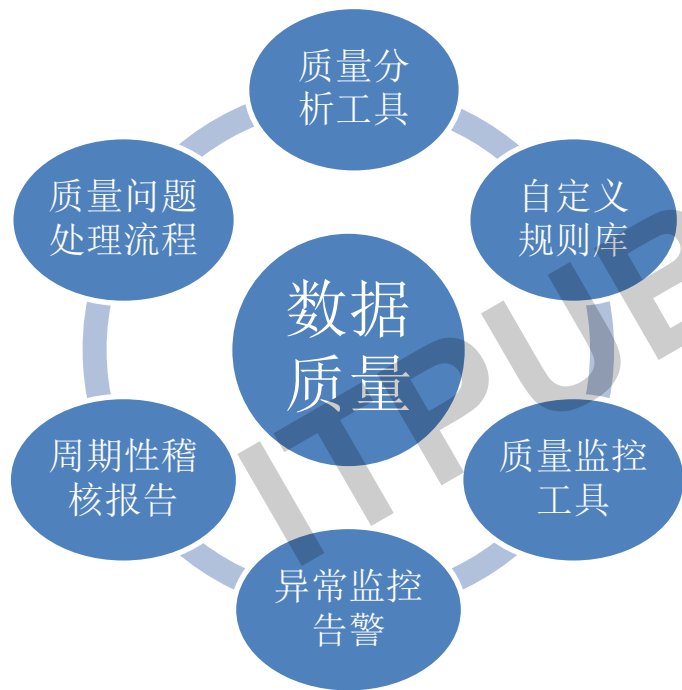 质量分
析工具
自定义
规则库
质量监控
工具
异常监控
告警
周期性稽
核报告
质量问题
处理流程
数据
质量
ITPUB